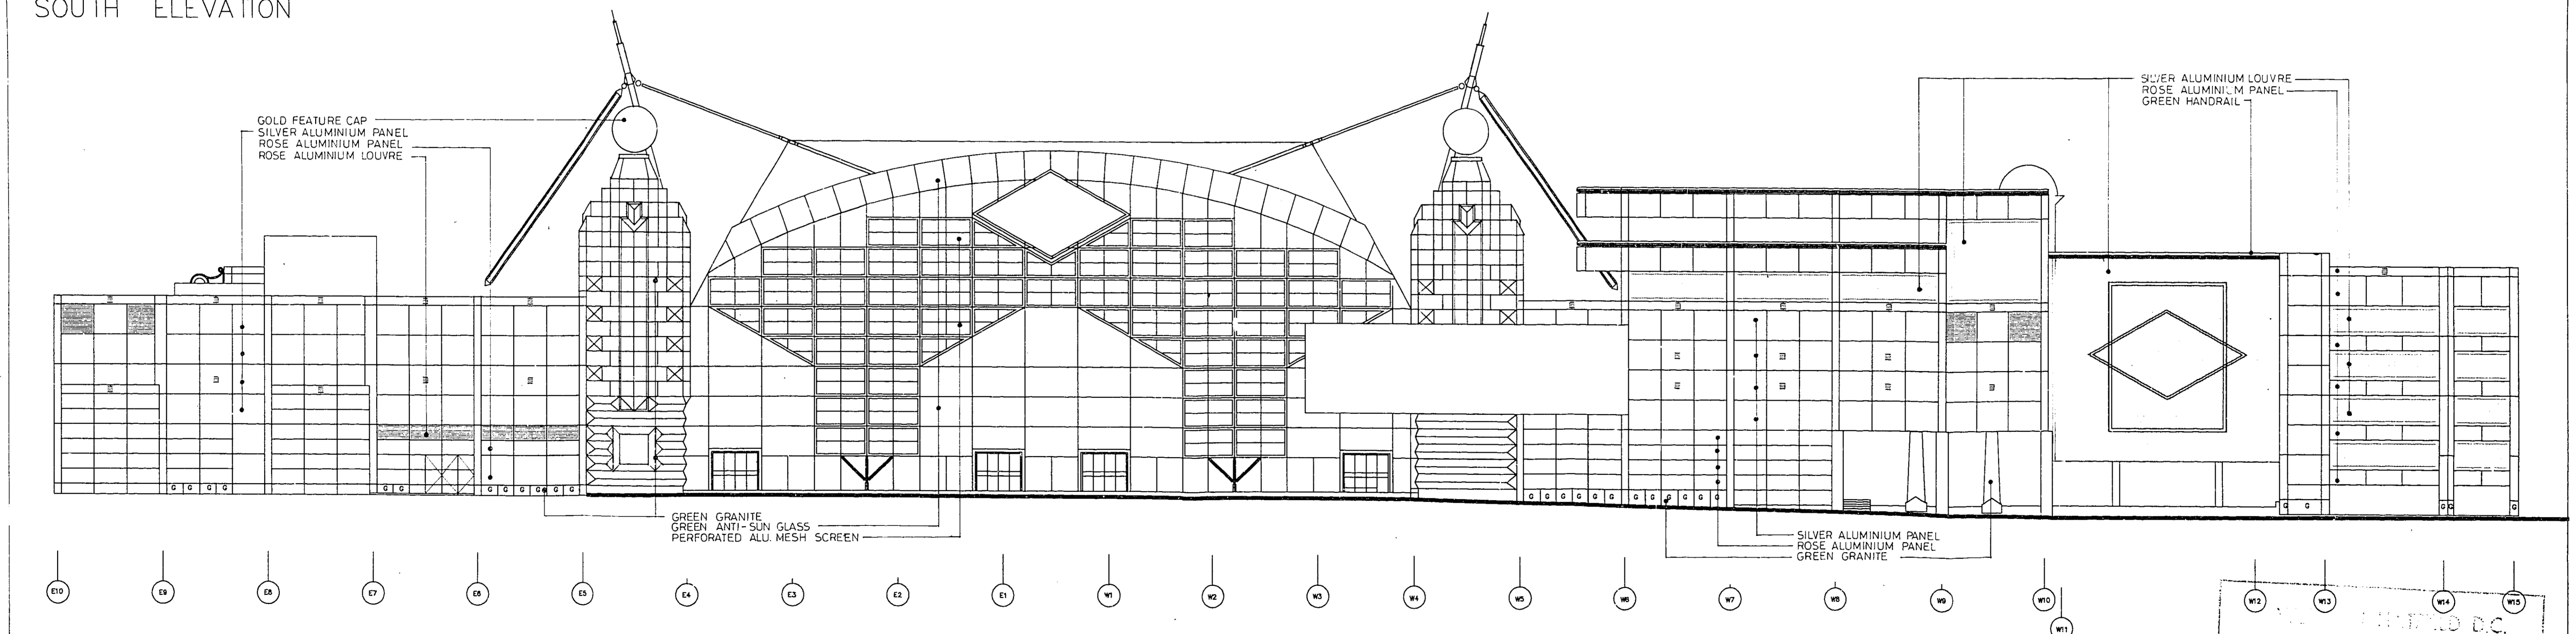 SOUTH ELEVATION
GOLD FEATURE CAP
SILVER ALUMINIUM PANEL
ROSE ALUMINIUM PANEL
ROSE ALUMINIUM LOUVRE
SILVER ALUMINIUM LOUVRE
ROSE ALUMINIUM PANEL
GREEN HANDRAIL
G G G G
G G
G G G G G G
G G G G G G
G G G G G G
G G
G G
G
GREEN GRANITE
GREEN ANTI-SUN GLASS
PERFORATED ALU. MESH SCREEN
SILVER ALUMINIUM PANEL
ROSE ALUMINIUM PANEL
GREEN GRANITE
E10 E9 E8 E7 E6 E5 E4 E3 E2 E1 W1 W2 W3 W4 W5 W6 W7 W8 W9 W10 W12 W13 W14 W15
W11
D.C.